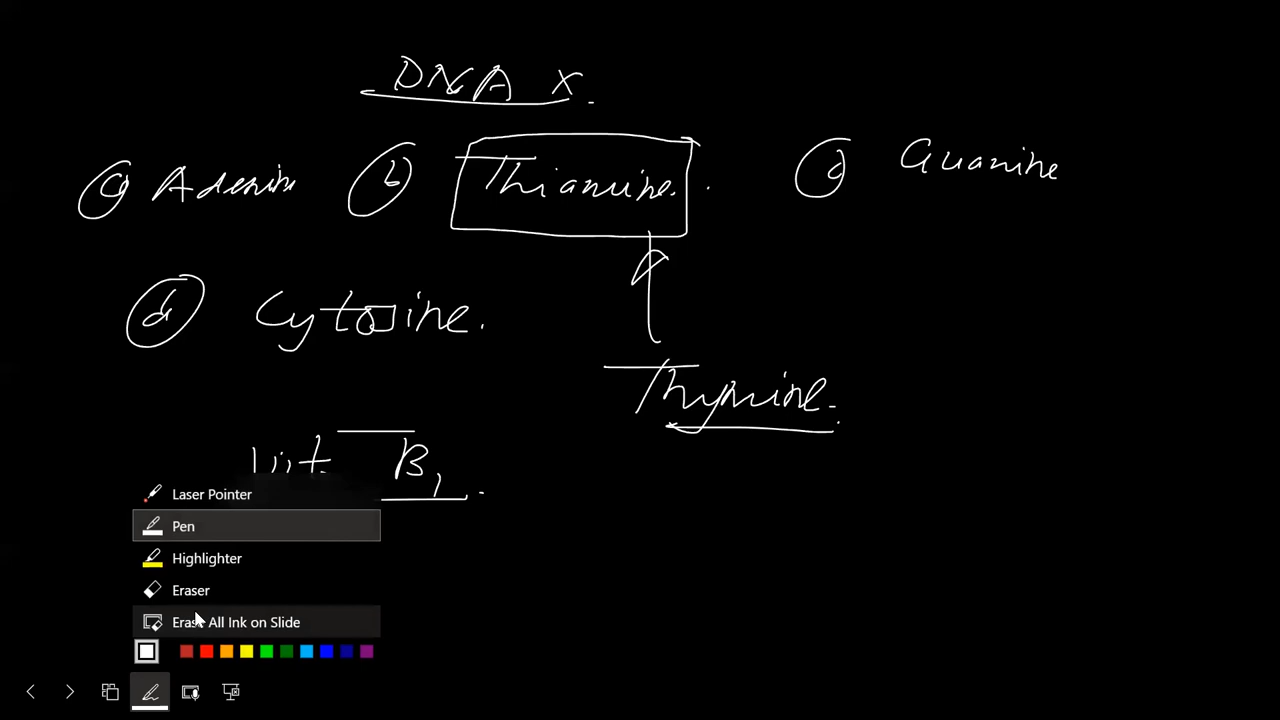 DNA X.
a Adenine b Thiamine. c Guanine
d Cytosine.
Thymine.
Vit B1.
Laser Pointer
Pen
Highlighter
Eraser
Erase All Ink on Slide